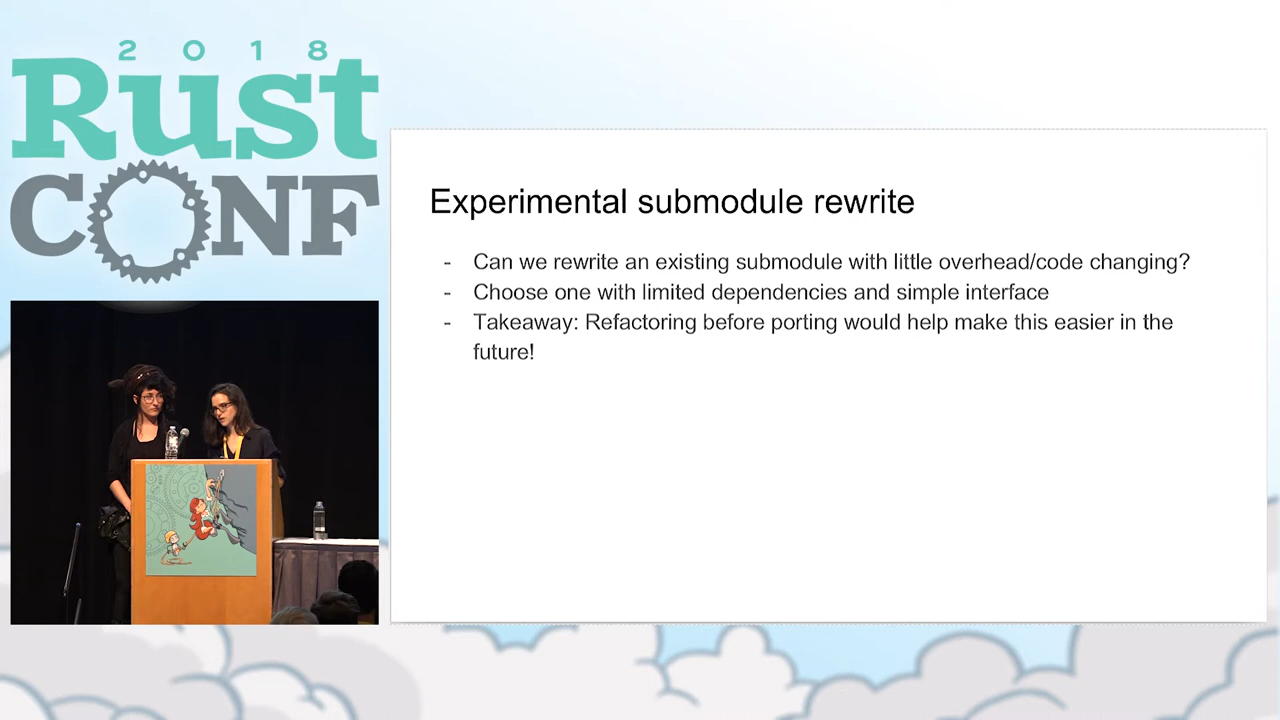 2018
Rust
CONF
Experimental submodule rewrite
- Can we rewrite an existing submodule with little overhead/code changing?
- Choose one with limited dependencies and simple interface
- Takeaway: Refactoring before porting would help make this easier in the
future!